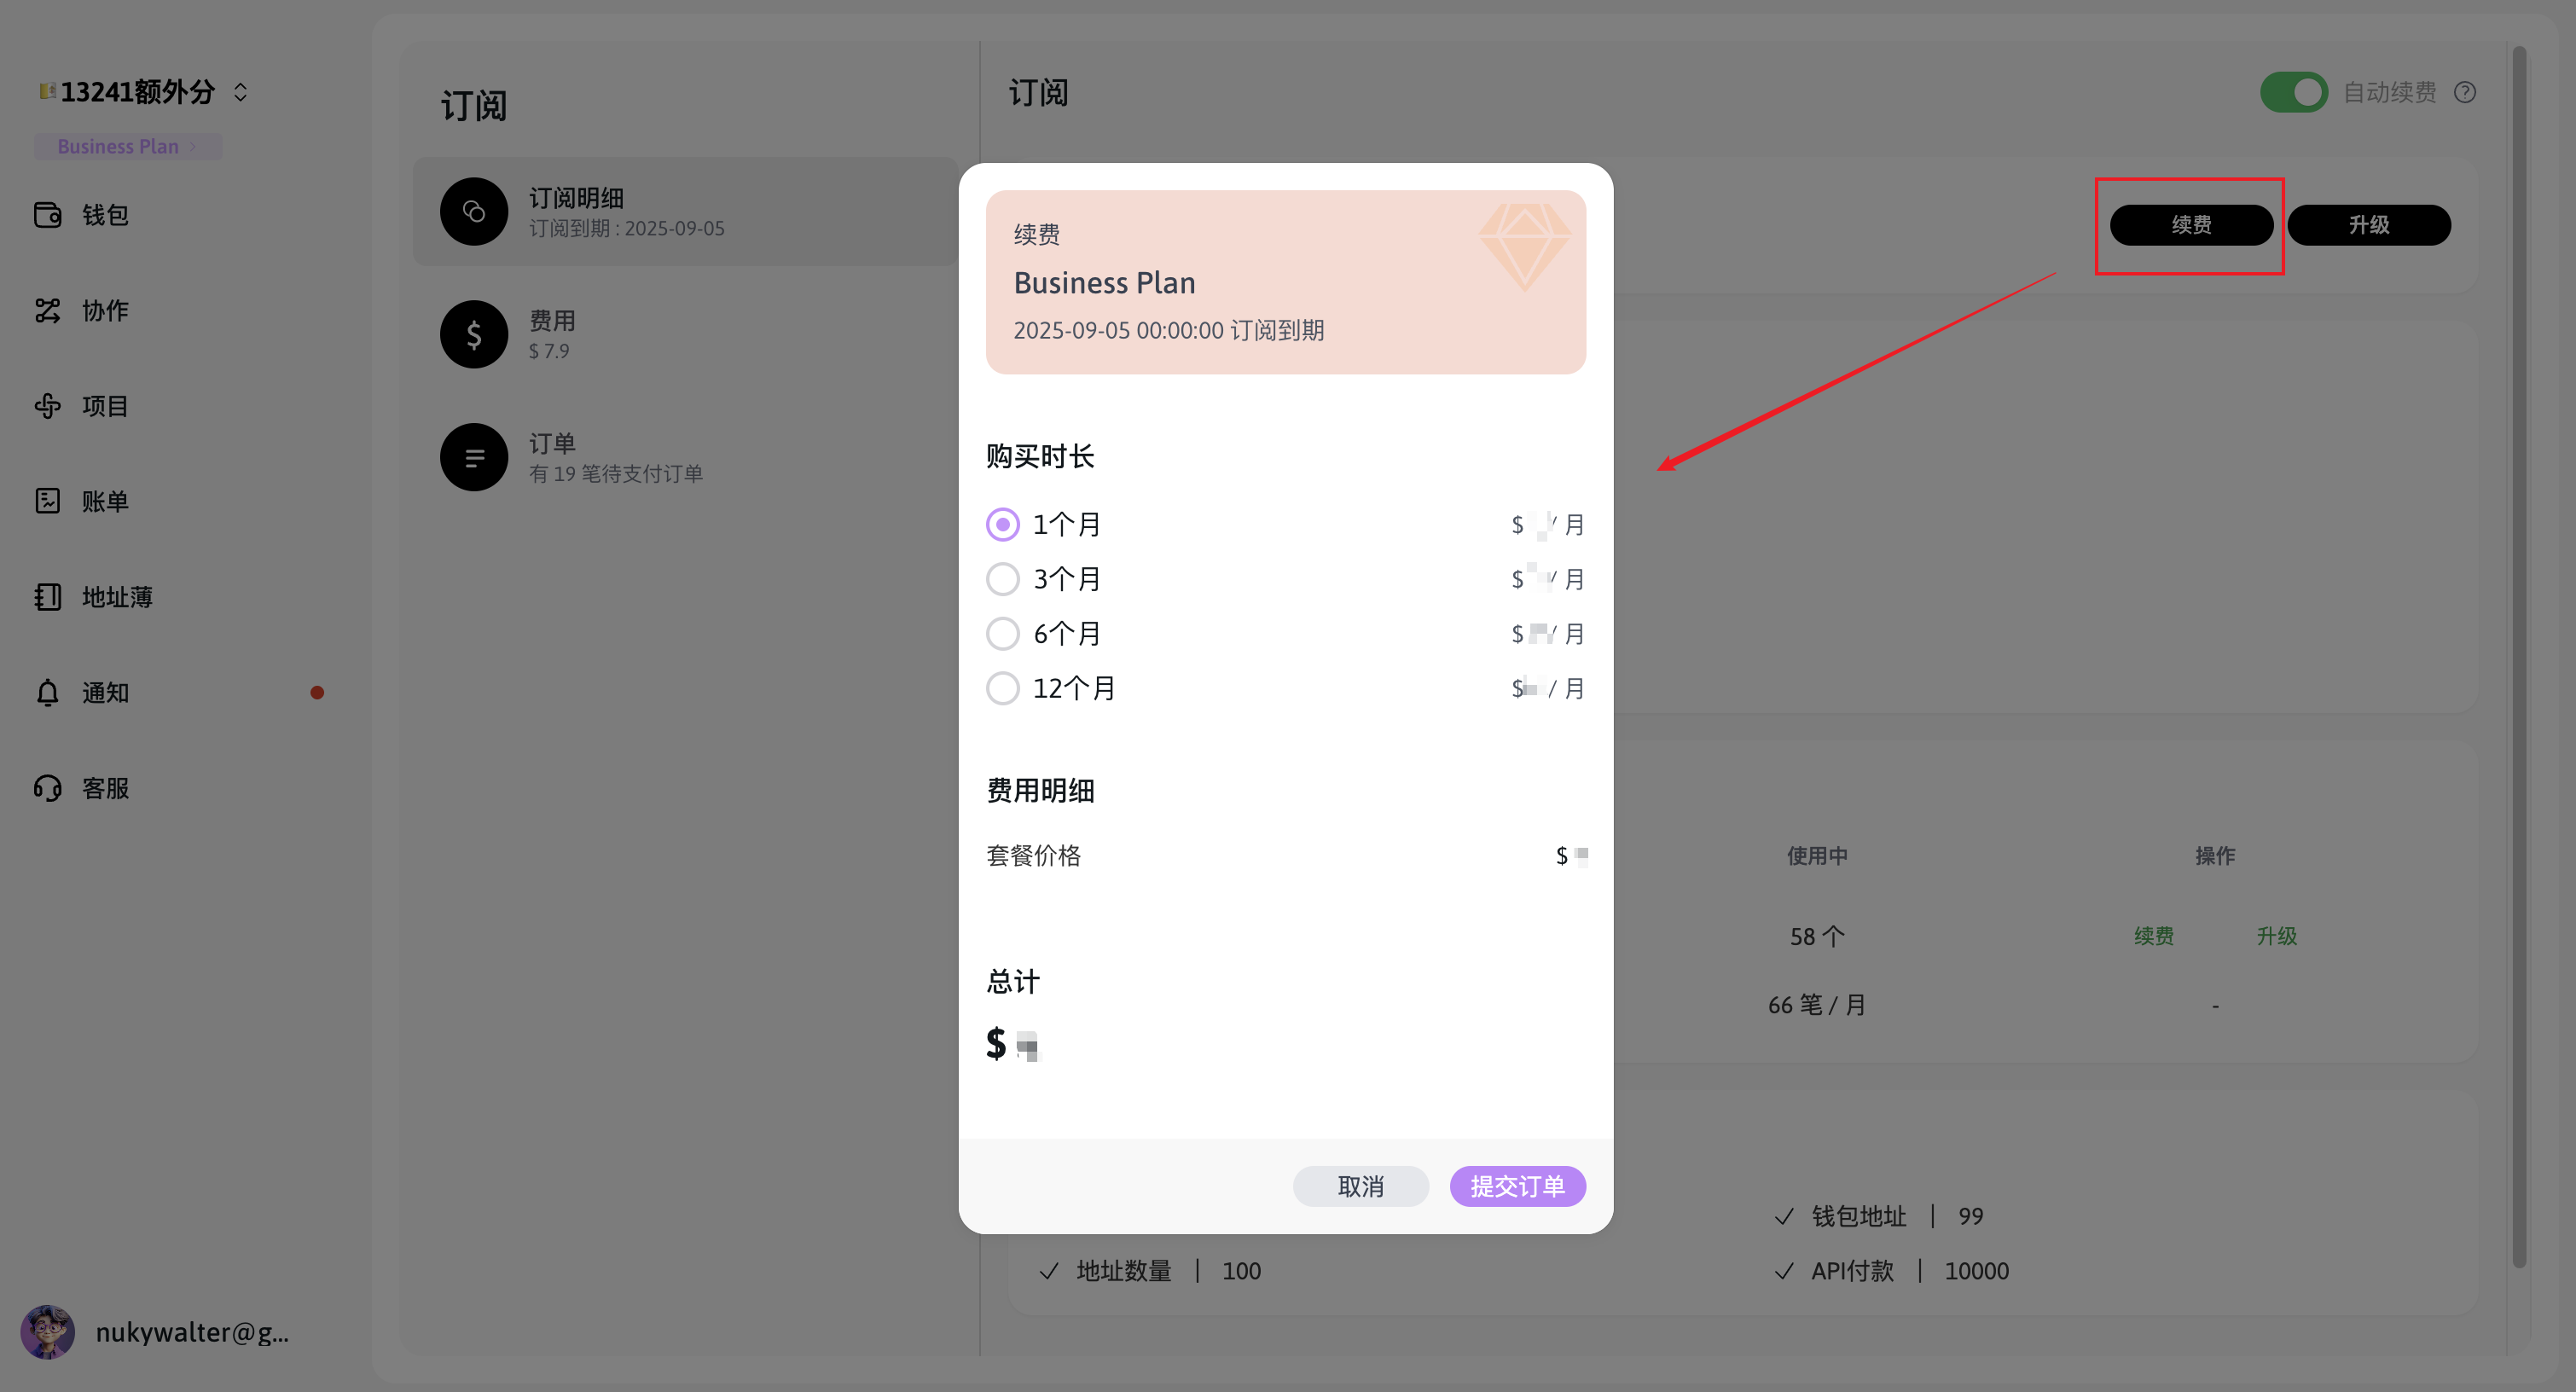 13241额外分
Business Plan
钱包
协作
项目
账单
地址薄
通知
客服
nukywalter@g...
订阅
订阅明细
订阅到期 : 2025-09-05
费用
$ 7.9
订单
有 19 笔待支付订单
订阅
自动续费
续费
升级
续费
Business Plan
2025-09-05 00:00:00 订阅到期
购买时长
1个月 $ / 月
3个月 $ / 月
6个月 $ / 月
12个月 $ / 月
费用明细
套餐价格 $
总计
$
取消
提交订单
使用中 操作
58 个 续费 升级
66 笔 / 月 -
钱包地址 | 99
地址数量 | 100
API付款 | 10000